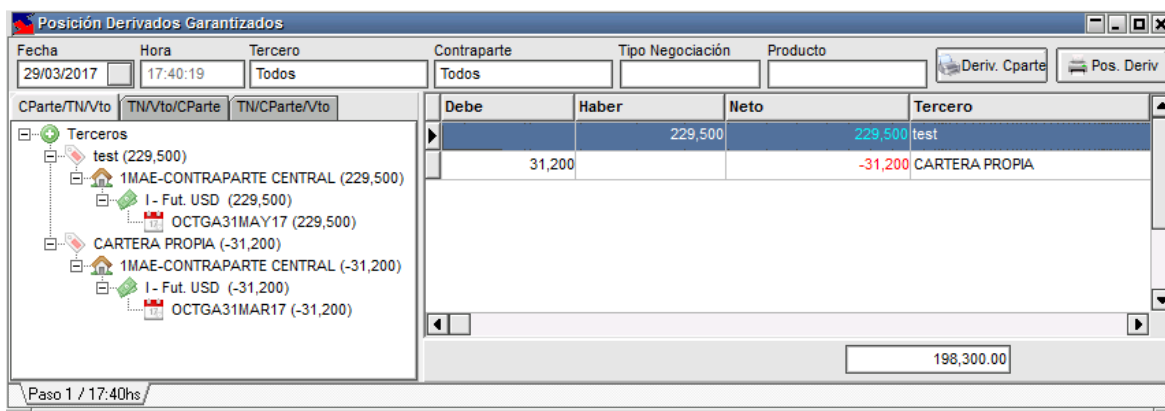 Posición Derivados Garantizados
Fecha Hora Tercero Contraparte Tipo Negociación Producto
29/03/2017 17:40:19 Todos Todos Deriv. Cparte Pos. Deriv
CParte/TN/Vto TN/Vto/CParte TN/CParte/Vto Debe Haber Neto Tercero
Terceros
229,500 229,500 test
test (229,500)
31,200 -31,200 CARTERA PROPIA
1MAE-CONTRAPARTE CENTRAL (229,500)
I - Fut. USD (229,500)
OCTGA31MAY17 (229,500)
CARTERA PROPIA (-31,200)
1MAE-CONTRAPARTE CENTRAL (-31,200)
I - Fut. USD (-31,200)
OCTGA31MAR17 (-31,200)
198,300.00
Paso 1 / 17:40hs